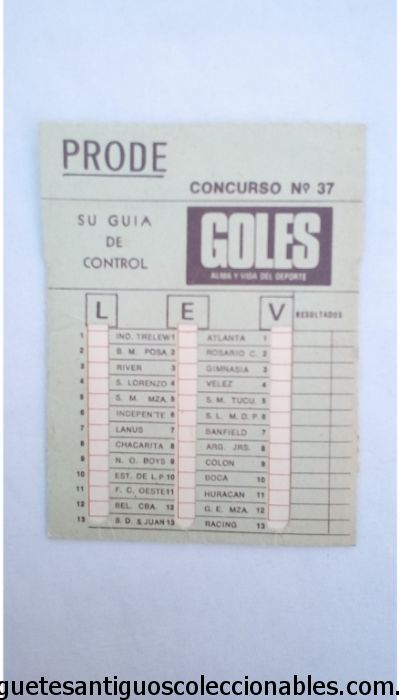 PRODE
CONCURSO Nº 37
SU GUIA
DE
CONTROL
GOLES
ALMA Y VIDA DEL DEPORTE
L E V RESULTADOS
1 IND. TRELEW 1 ATLANTA 1
2 B. M. POSA 2 ROSARIO C. 2
3 RIVER 3 GIMNASIA 3
4 S. LORENZO 4 VELEZ 4
5 S. M. MZA. 5 S. M. TUCU. 5
6 INDEPEN'TE 6 S. L. M. D. P. 6
7 LANUS 7 BANFIELD 7
8 CHACARITA 8 ARG. JRS. 8
9 N. O. BOYS 9 COLON 9
10 EST. DE L. P 10 BOCA 10
11 F. C. OESTE 11 HURACAN 11
12 BEL. CBA. 12 G. E. MZA. 12
13 S. D. S JUAN 13 RACING 13
guetesantiguoscoleccionables.com.